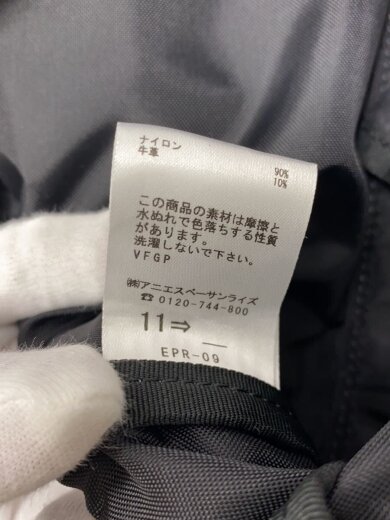 ナイロン 90%
牛革 10%
この商品の素材は摩擦と
水ぬれで色落ちする性質
があります。
洗濯しないで下さい。
VFGP
㈱アニエスベーサンライズ
☎ 0120-744-800
11⇒ __
EPR-09